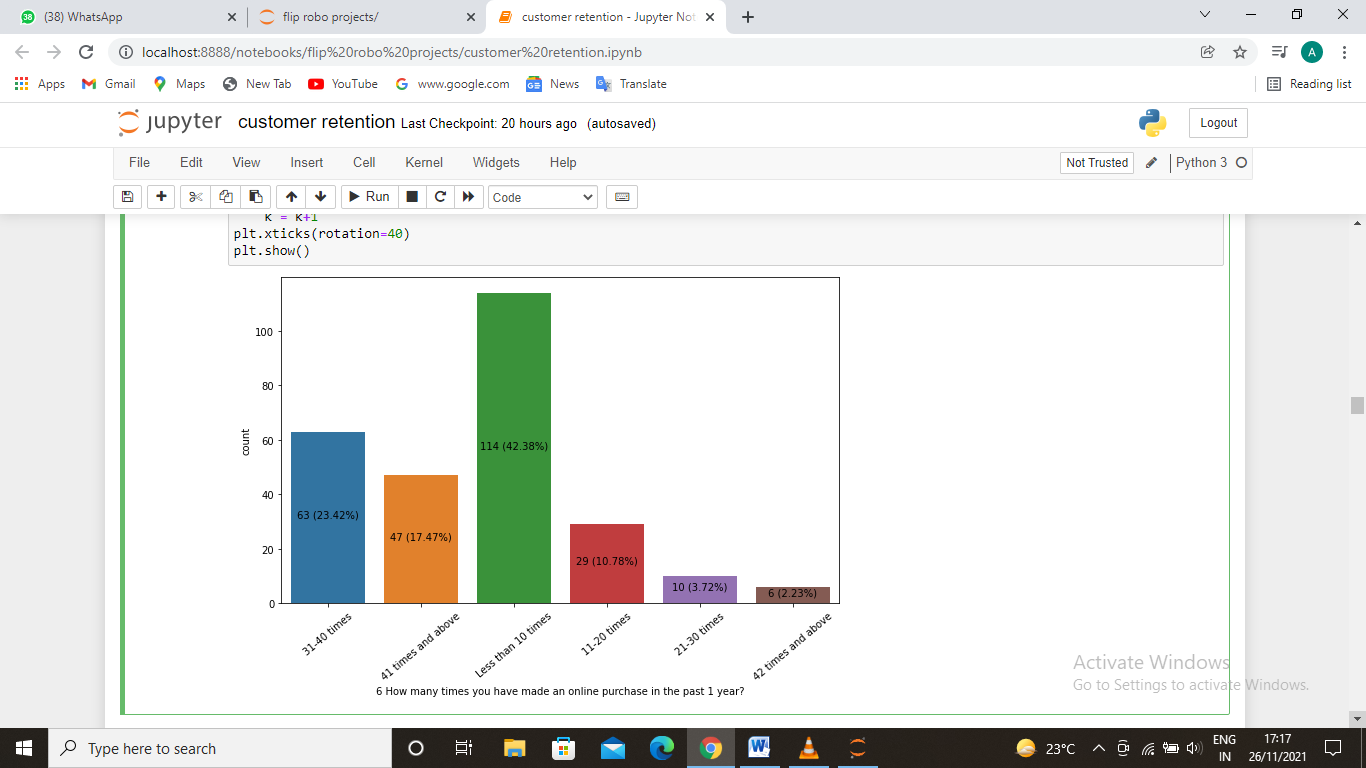 (38) WhatsApp
flip robo projects/
customer retention - Jupyter Not
localhost:8888/notebooks/flip%20robo%20projects/customer%20retention.ipynb
A
Apps Gmail Maps New Tab YouTube www.google.com News Translate Reading list
jupyter customer retention Last Checkpoint: 20 hours ago (autosaved) Logout
File Edit View Insert Cell Kernel Widgets Help Not Trusted Python 3
Run Code
k = k+1
plt.xticks(rotation=40)
plt.show()
100
80
60
40
20
0
count
63 (23.42%)
47 (17.47%)
114 (42.38%)
29 (10.78%)
10 (3.72%)
6 (2.23%)
31-40 times
41 times and above
Less than 10 times
11-20 times
21-30 times
42 times and above
6 How many times you have made an online purchase in the past 1 year?
Activate Windows
Go to Settings to activate Windows.
Type here to search
23°C
ENG
IN
17:17
26/11/2021